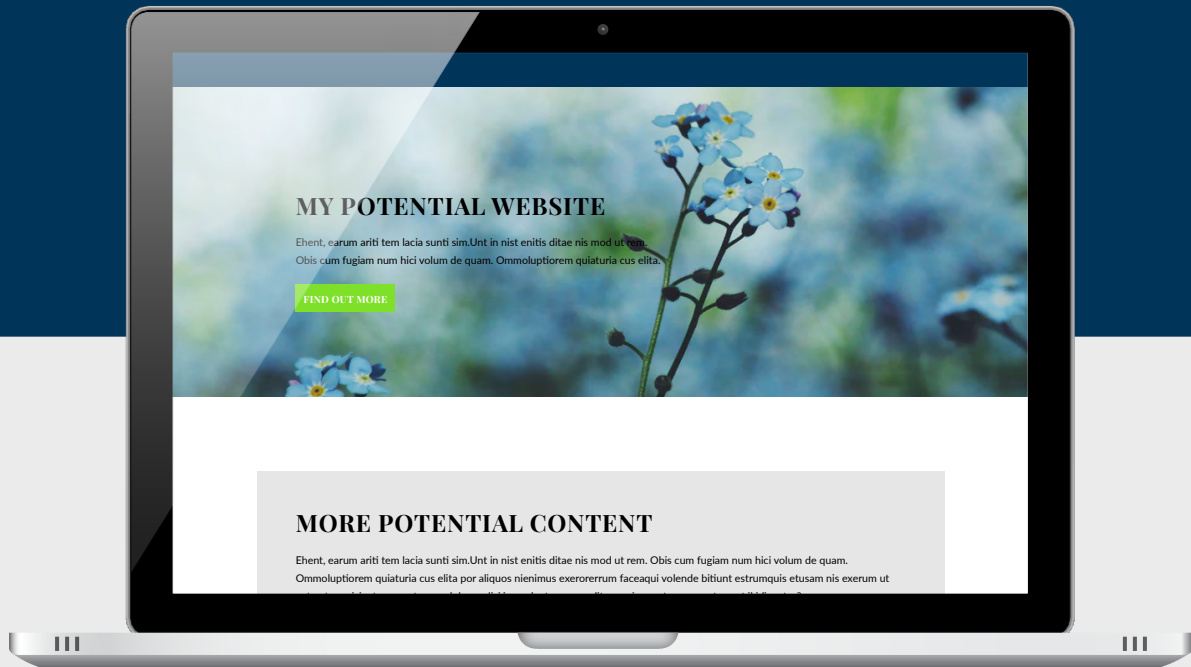 MY POTENTIAL WEBSITE
Ehent, earum ariti tem lacia sunti sim.Unt in nist enitis ditae nis mod ut rem.
Obis cum fugiam num hici volum de quam. Ommoluptiorem quiaturia cus elita.
FIND OUT MORE
MORE POTENTIAL CONTENT
Ehent, earum ariti tem lacia sunti sim.Unt in nist enitis ditae nis mod ut rem. Obis cum fugiam num hici volum de quam.
Ommoluptiorem quiaturia cus elita por aliquos nienimus exerorerrum faceaqui volende bitiunt estrumquis etusam nis exerum ut